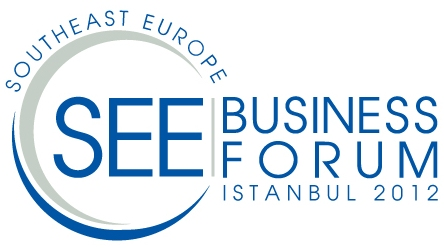 SOUTHEAST EUROPE
SEE
BUSINESS
FORUM
ISTANBUL 2012